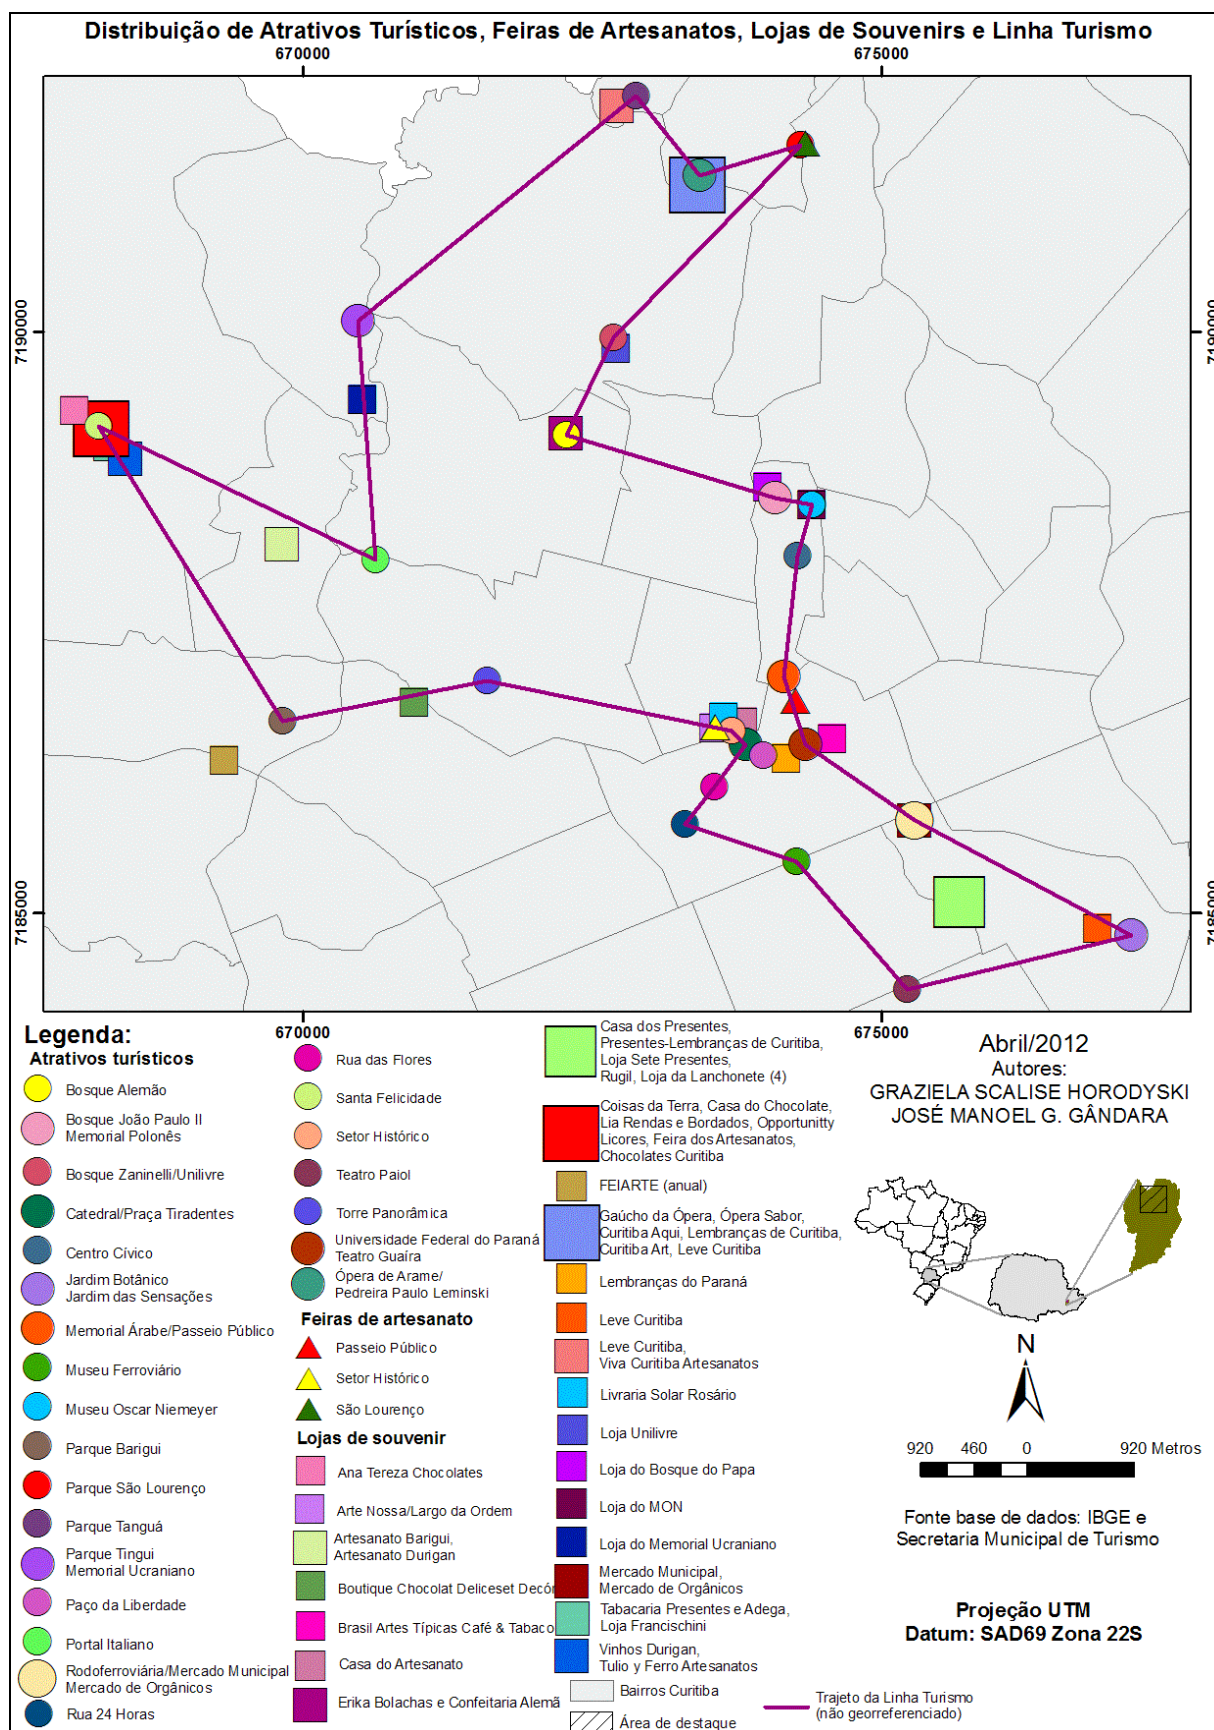 Distribuição de Atrativos Turísticos, Feiras de Artesanatos, Lojas de Souvenirs e Linha Turismo
670000
675000
7190000
7190000
7185000
7185000
670000
675000
Legenda:
Atrativos turísticos
Bosque Alemão
Bosque João Paulo II
Memorial Polonês
Bosque Zaninelli/Unilivre
Catedral/Praça Tiradentes
Centro Cívico
Jardim Botânico
Jardim das Sensações
Memorial Árabe/Passeio Público
Museu Ferroviário
Museu Oscar Niemeyer
Parque Barigui
Parque São Lourenço
Parque Tanguá
Parque Tingui
Memorial Ucraniano
Paço da Liberdade
Portal Italiano
Rodoferroviária/Mercado Municipal
Mercado de Orgânicos
Rua 24 Horas
Rua das Flores
Santa Felicidade
Setor Histórico
Teatro Paiol
Torre Panorâmica
Universidade Federal do Paraná
Teatro Guaíra
Ópera de Arame/
Pedreira Paulo Leminski
Feiras de artesanato
Passeio Público
Setor Histórico
São Lourenço
Lojas de souvenir
Ana Tereza Chocolates
Arte Nossa/Largo da Ordem
Artesanato Barigui,
Artesanato Durigan
Boutique Chocolat Deliceset Decór
Brasil Artes Típicas Café & Tabaco
Casa do Artesanato
Erika Bolachas e Confeitaria Alemã
Casa dos Presentes,
Presentes-Lembranças de Curitiba,
Loja Sete Presentes,
Rugil, Loja da Lanchonete (4)
Coisas da Terra, Casa do Chocolate,
Lia Rendas e Bordados, Opportunitty
Licores, Feira dos Artesanatos,
Chocolates Curitiba
FEIARTE (anual)
Gaúcho da Ópera, Ópera Sabor,
Curitiba Aqui, Lembranças de Curitiba,
Curitiba Art, Leve Curitiba
Lembranças do Paraná
Leve Curitiba
Leve Curitiba,
Viva Curitiba Artesanatos
Livraria Solar Rosário
Loja Unilivre
Loja do Bosque do Papa
Loja do MON
Loja do Memorial Ucraniano
Mercado Municipal,
Mercado de Orgânicos
Tabacaria Presentes e Adega,
Loja Francischini
Vinhos Durigan,
Tulio y Ferro Artesanatos
Bairros Curitiba
Área de destaque
Trajeto da Linha Turismo
(não georreferenciado)
Abril/2012
Autores:
GRAZIELA SCALISE HORODYSKI
JOSÉ MANOEL G. GÂNDARA
N
920 460 0 920 Metros
Fonte base de dados: IBGE e
Secretaria Municipal de Turismo
Projeção UTM
Datum: SAD69 Zona 22S